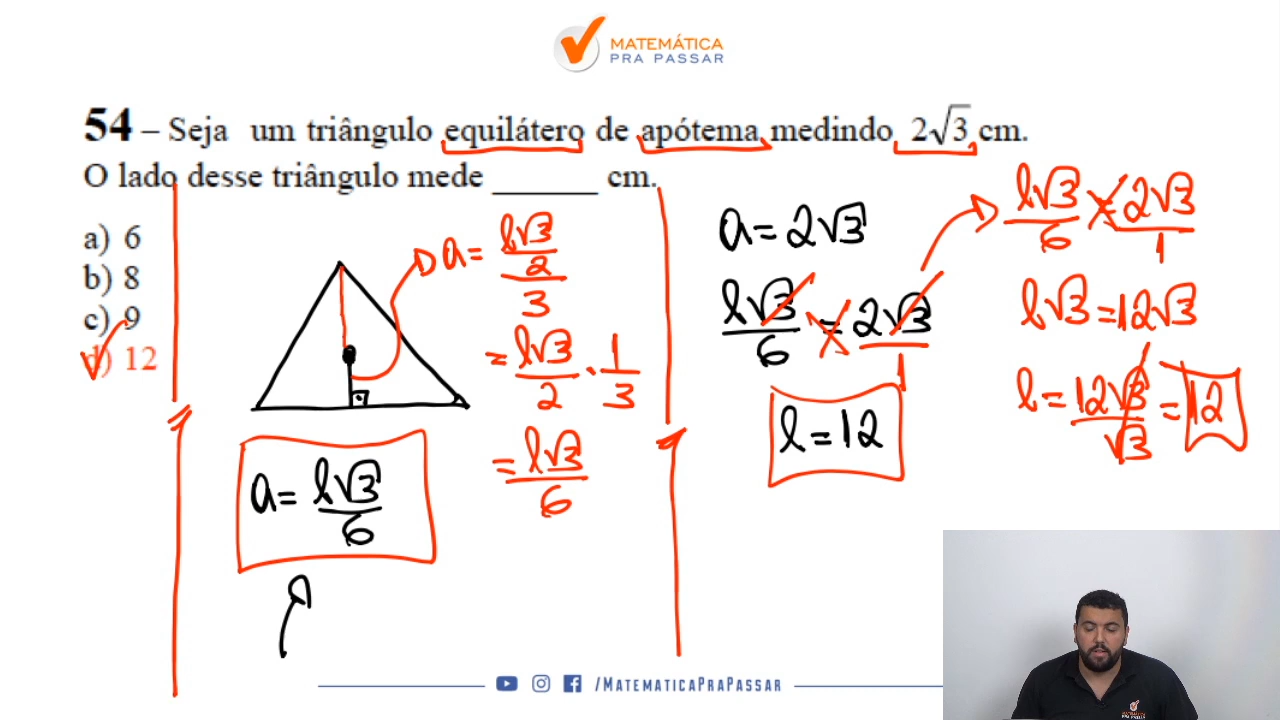 MATEMÁTICA
PRA PASSAR
54 – Seja um triângulo equilátero de apótema medindo 2√3 cm.
O lado desse triângulo mede _______ cm.
a) 6
b) 8
c) 9
d) 12
a = l√3/2/3
= l√3/2 · 1/3
= l√3/6
a = l√3/6
a = 2√3
l√3/6 = 2√3/1
l = 12
l√3/6 = 2√3/1
l√3 = 12√3
l = 12√3/√3 = 12
/MATEMATICAPRAPASSAR